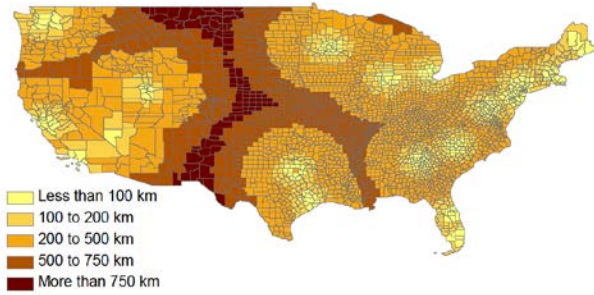 Less than 100 km
100 to 200 km
200 to 500 km
500 to 750 km
More than 750 km